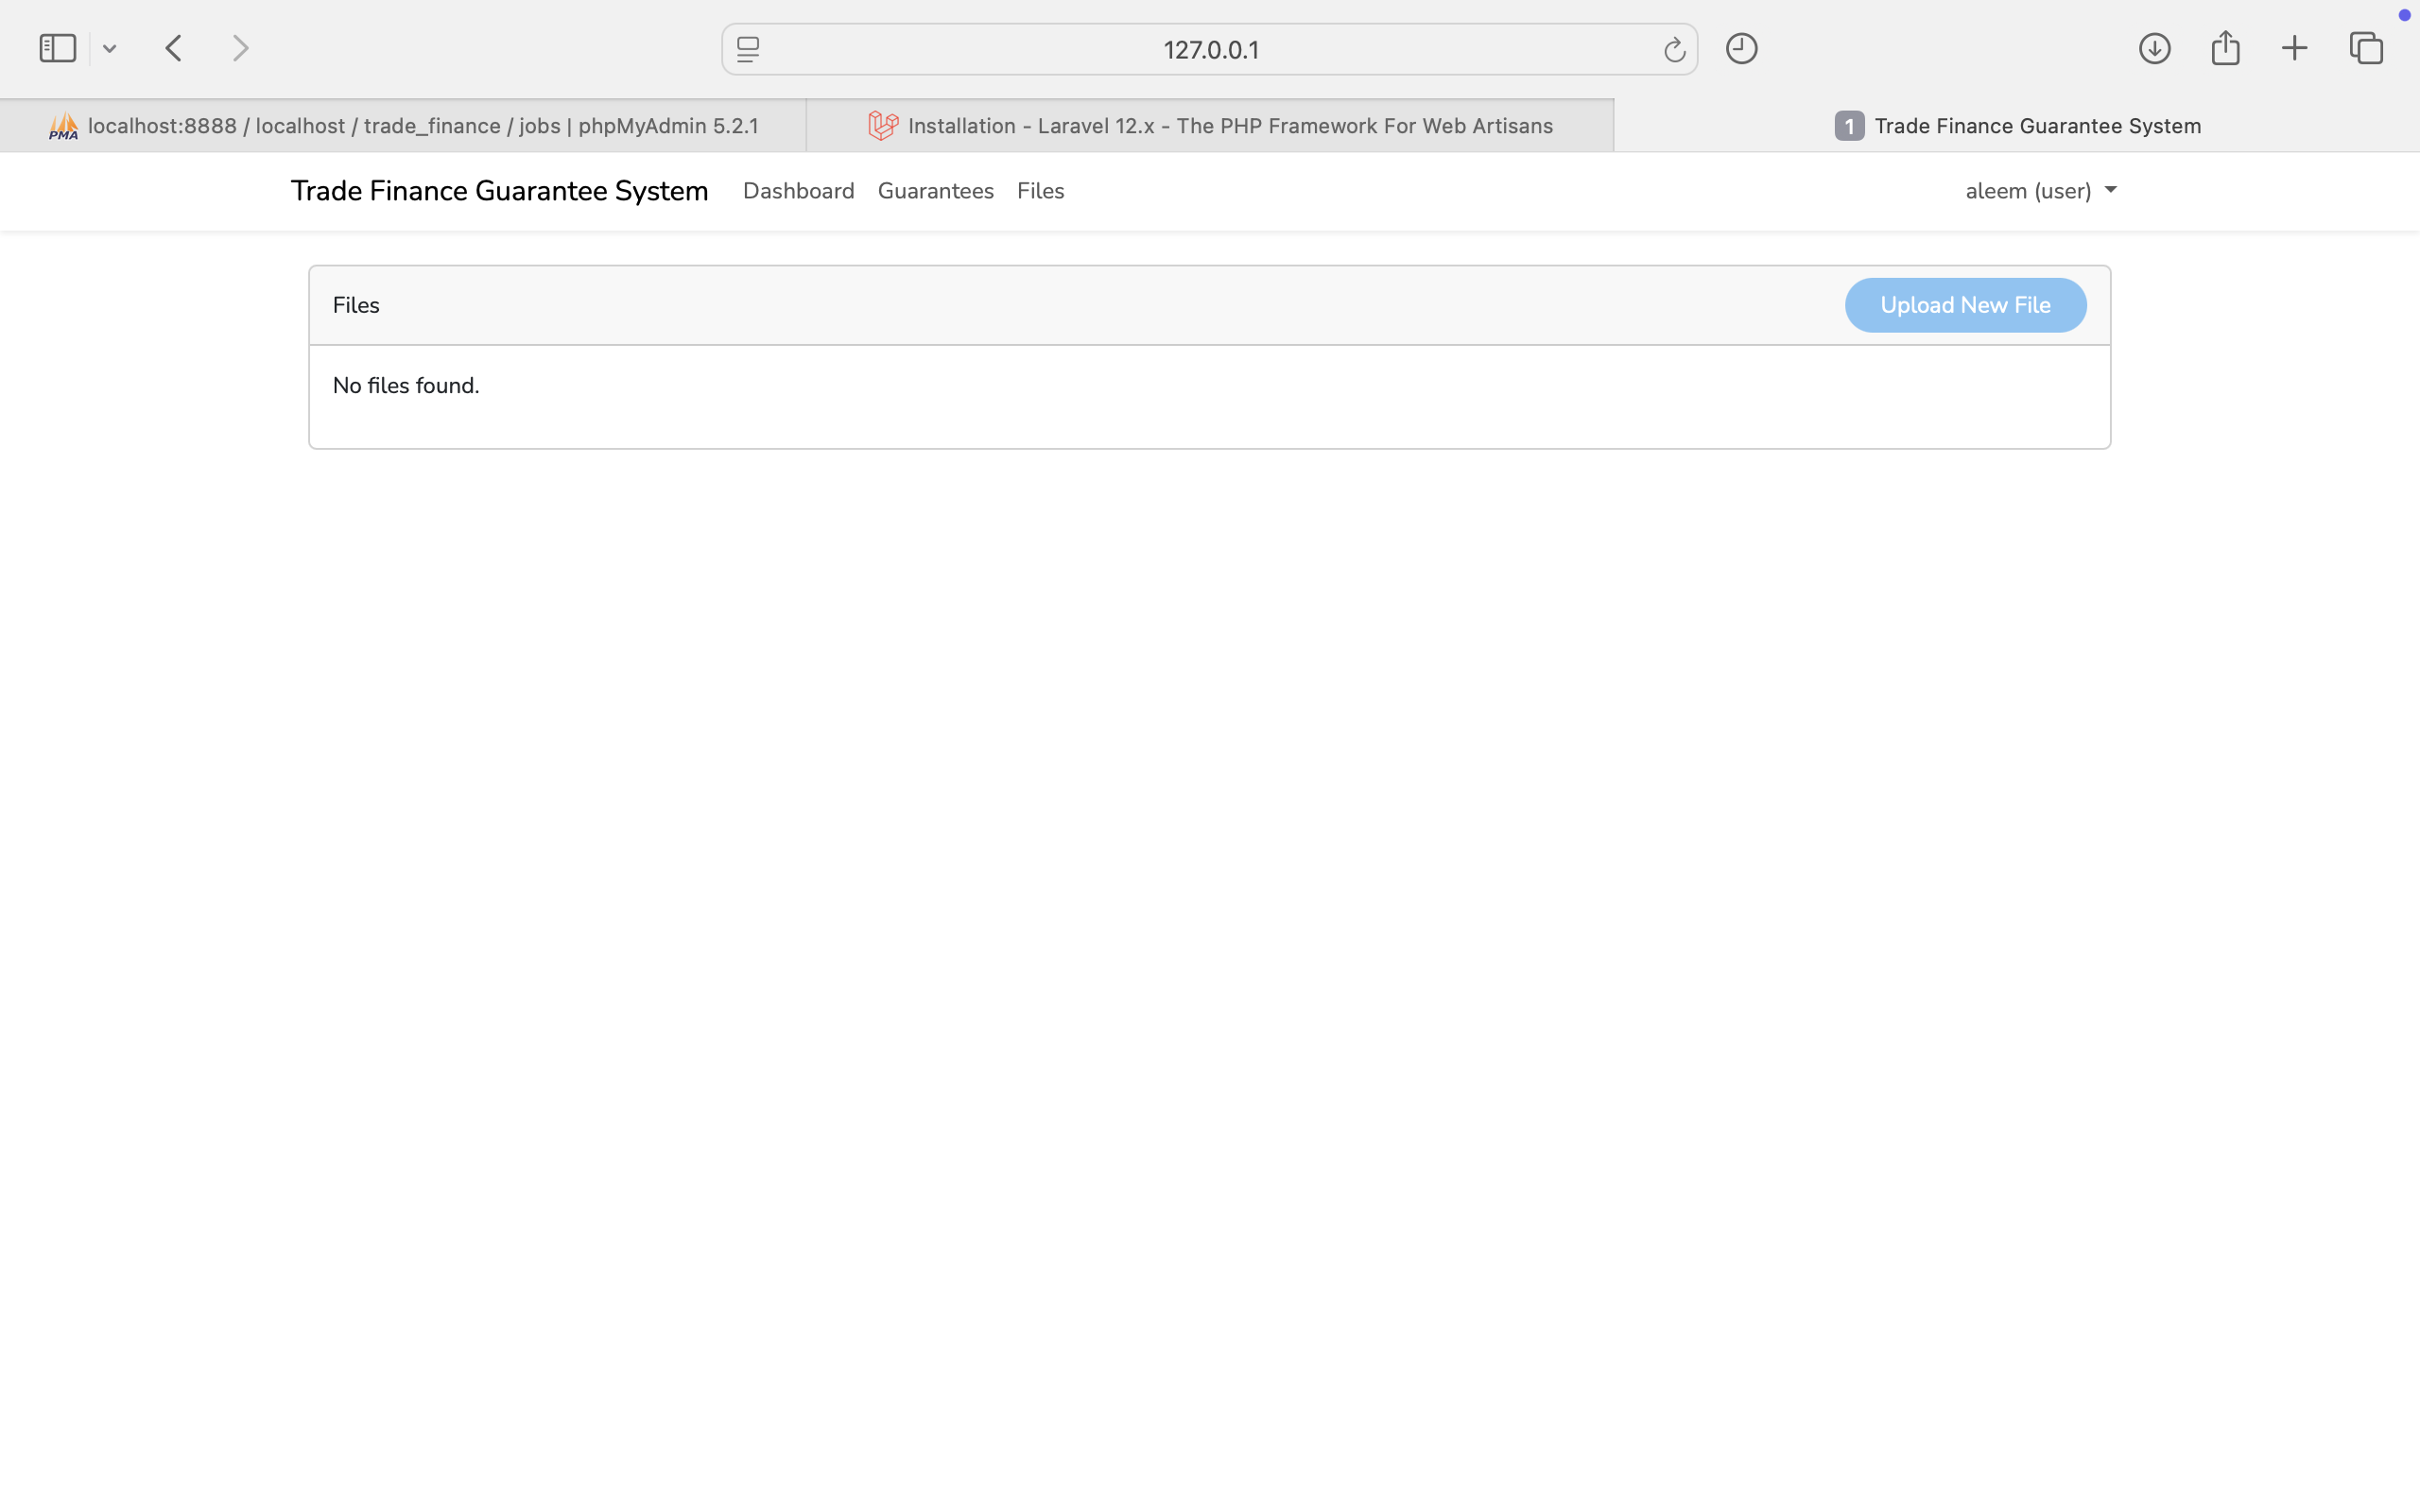 127.0.0.1
PMA localhost:8888 / localhost / trade_finance / jobs | phpMyAdmin 5.2.1
Installation - Laravel 12.x - The PHP Framework For Web Artisans
1 Trade Finance Guarantee System
Trade Finance Guarantee System Dashboard Guarantees Files aleem (user)
Files Upload New File
No files found.